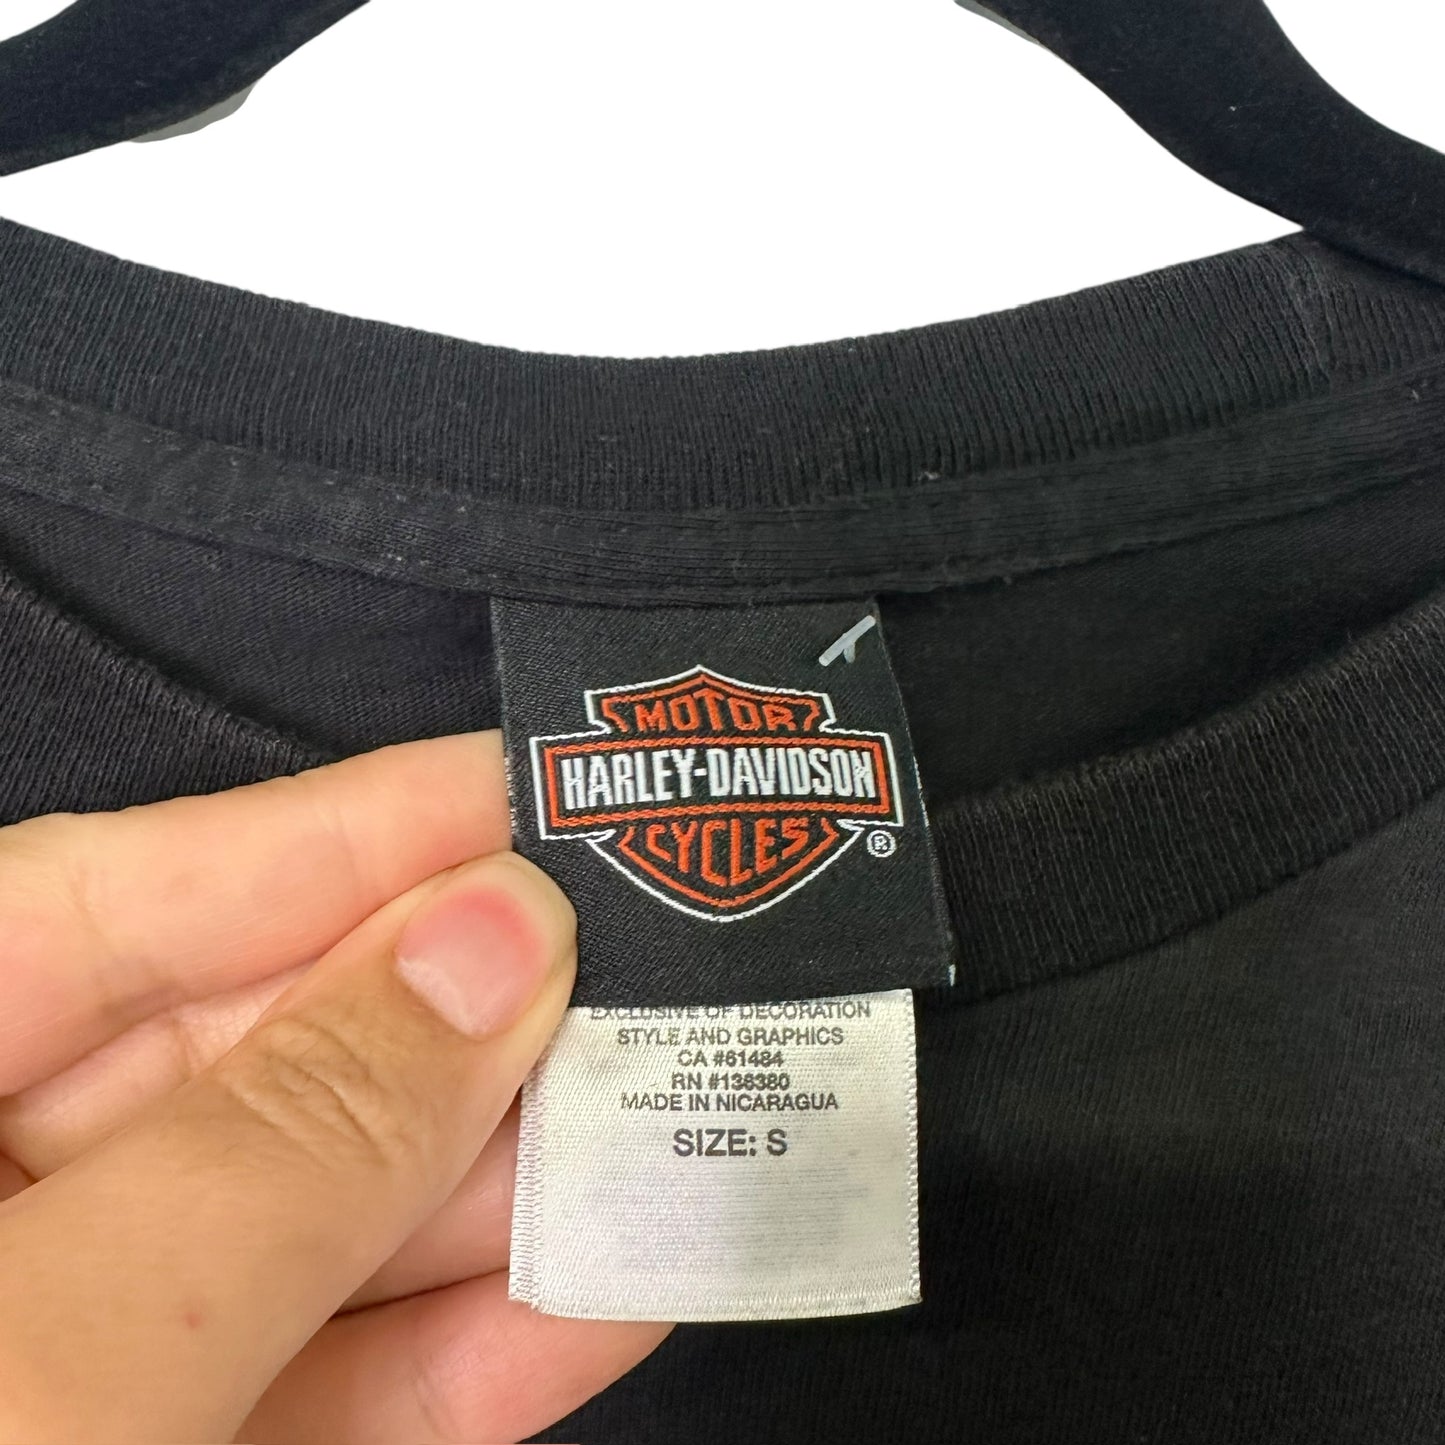 MOTOR
HARLEY-DAVIDSON
CYCLES
®
EXCLUSIVE OF DECORATION
STYLE AND GRAPHICS
CA #61484
RN #136380
MADE IN NICARAGUA
SIZE: S